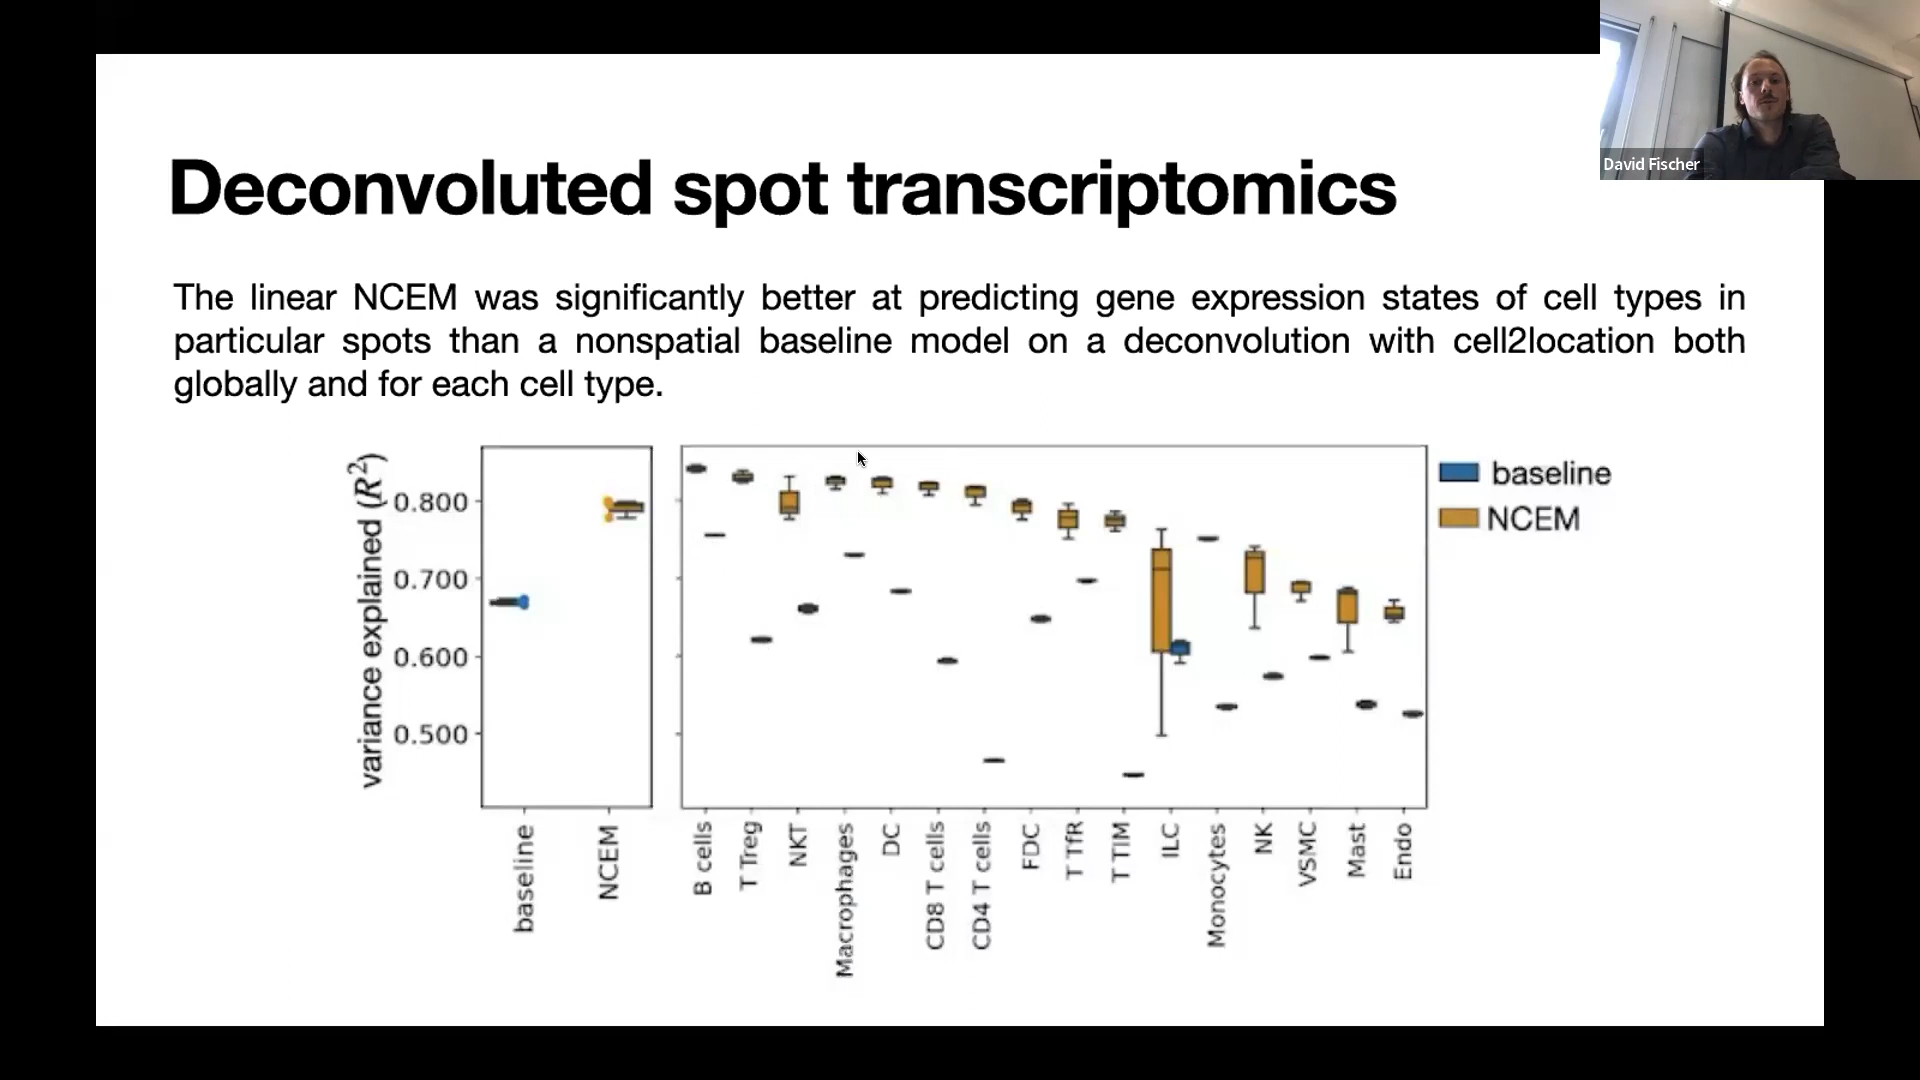 David Fischer
Deconvoluted spot transcriptomics
The linear NCEM was significantly better at predicting gene expression states of cell types in
particular spots than a nonspatial baseline model on a deconvolution with cell2location both
globally and for each cell type.
variance explained (R²)
0.800
0.700
0.600
0.500
baseline
NCEM
B cells
T Treg
NKT
Macrophages
DC
CD8 T cells
CD4 T cells
FDC
T TfR
T TIM
ILC
Monocytes
NK
VSMC
Mast
Endo
baseline
NCEM